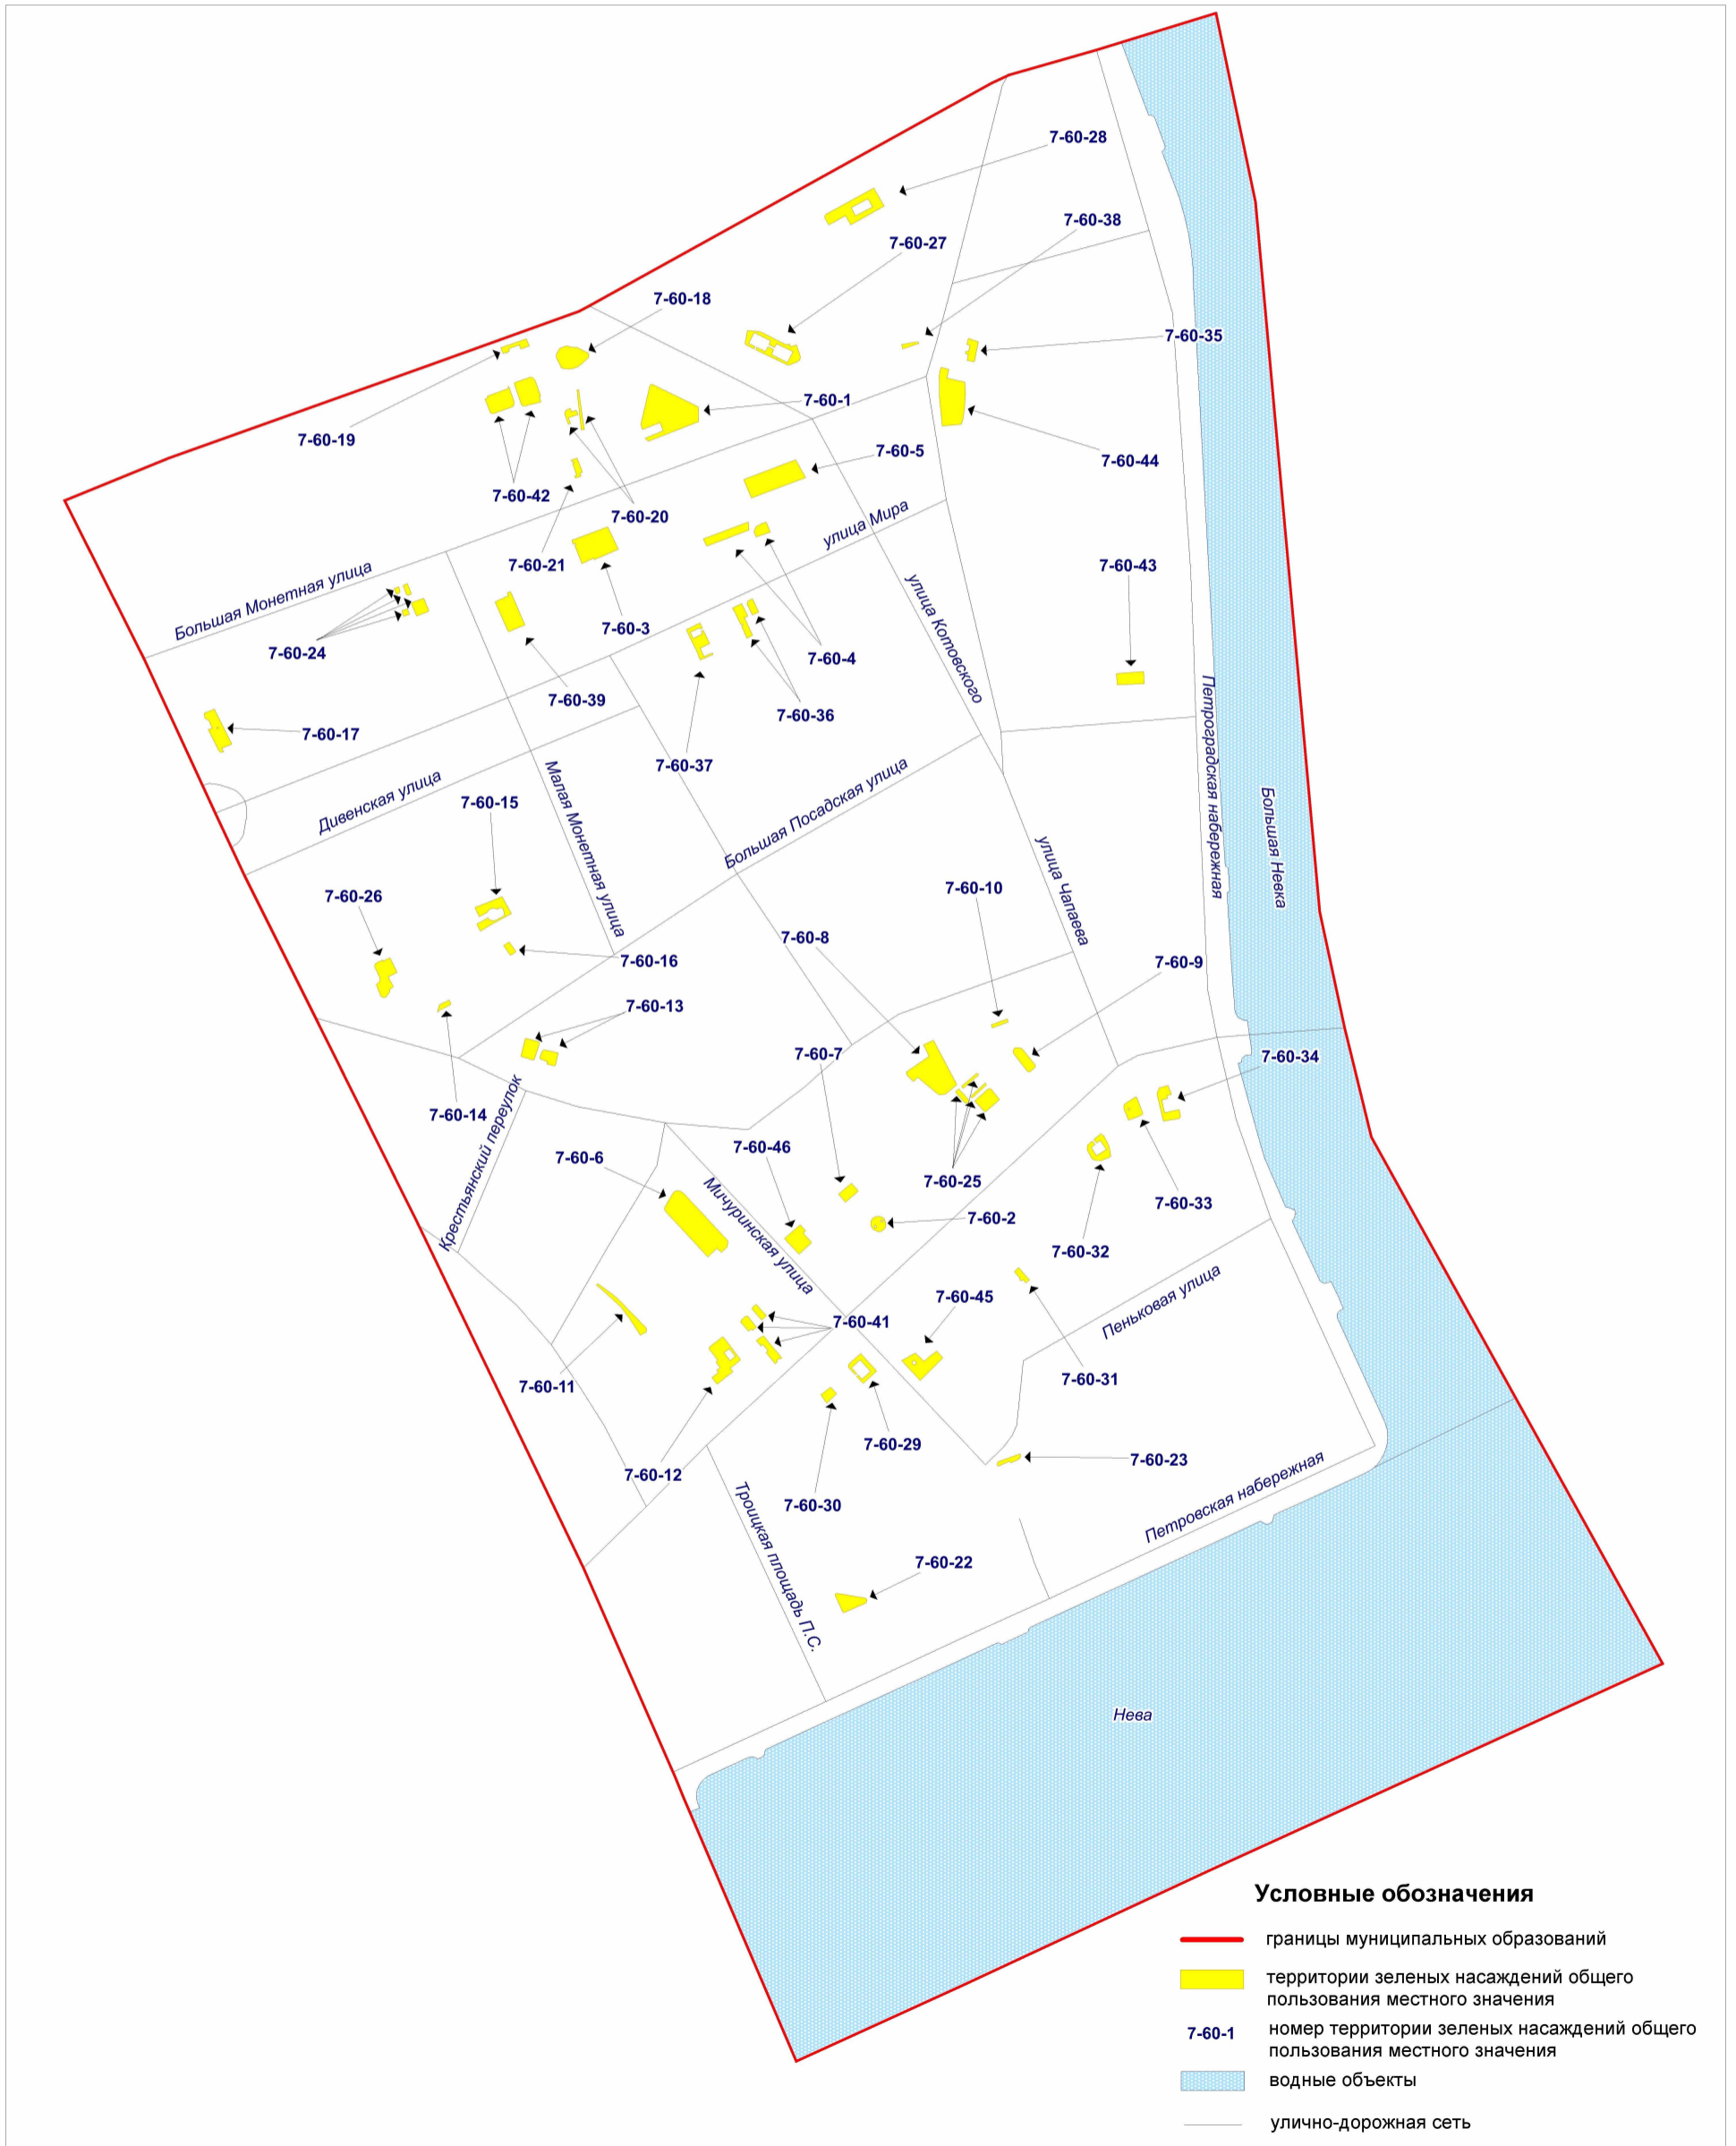 7-60-28
7-60-38
7-60-27
7-60-18
7-60-35
7-60-1
7-60-19
7-60-5
7-60-44
7-60-42
7-60-20
улица Мира
7-60-21
7-60-43
Большая Монетная улица
улица Котовского
7-60-3
7-60-24
7-60-4
7-60-39
7-60-36
7-60-17
Петроградская набережная
7-60-37
Малая Монетная улица
Большая Посадская улица
Дивенская улица
7-60-15
Большая Невка
улица Чапаева
7-60-10
7-60-26
7-60-8
7-60-16
7-60-9
7-60-13
7-60-7
7-60-34
7-60-14
Крестьянский переулок
7-60-46
7-60-6
7-60-25
Мичуринская улица
7-60-33
7-60-2
7-60-32
Пеньковая улица
7-60-45
7-60-41
7-60-31
7-60-11
7-60-29
7-60-23
7-60-12
Петровская набережная
7-60-30
Троицкая площадь П.С.
7-60-22
Нева
Условные обозначения
границы муниципальных образований
территории зеленых насаждений общего
пользования местного значения
7-60-1 номер территории зеленых насаждений общего
пользования местного значения
водные объекты
улично-дорожная сеть